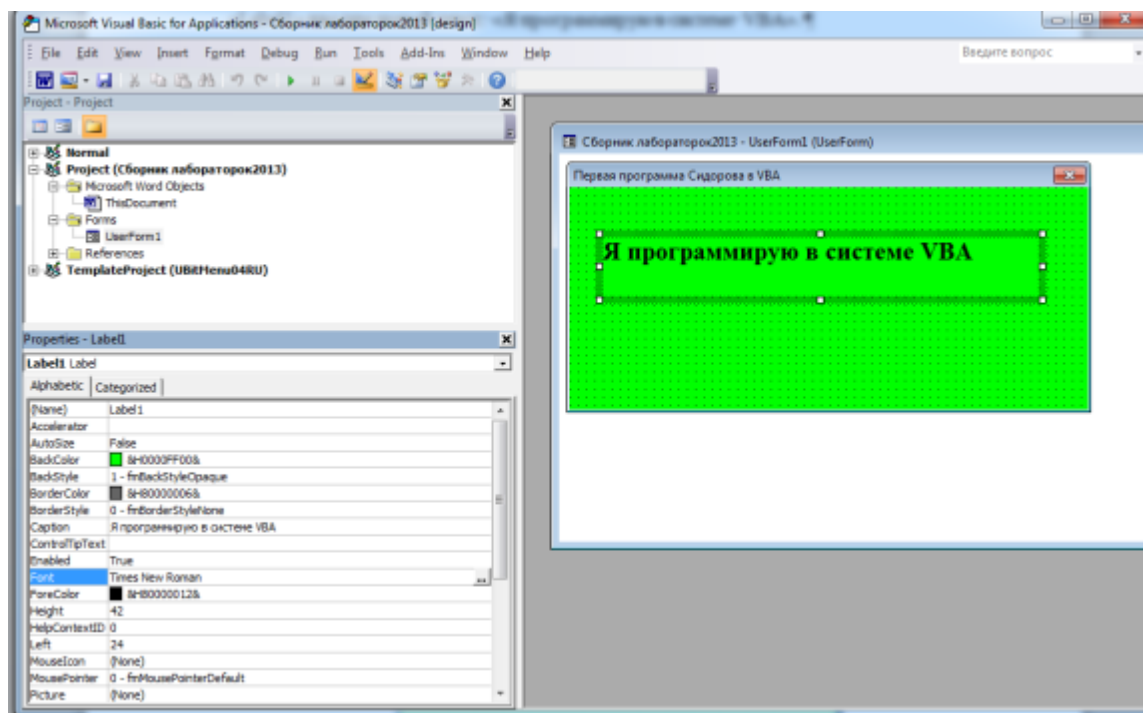 Microsoft Visual Basic for Applications - Сборник лабораторок2013 [design]
«Я программирую в системе VBA». ¶
File Edit View Insert Format Debug Run Tools Add-Ins Window Help
Введите вопрос
Project - Project
Normal
Project (Сборник лабораторок2013)
Microsoft Word Objects
ThisDocument
Forms
UserForm1
References
TemplateProject (UBitMenu04RU)
Properties - Label1
Label1 Label
Alphabetic Categorized
(Name) Label1
Accelerator
AutoSize False
BackColor &H0000FF00&
BackStyle 1 - fmBackStyleOpaque
BorderColor &H80000006&
BorderStyle 0 - fmBorderStyleNone
Caption Я программирую в системе VBA
ControlTipText
Enabled True
Font Times New Roman
ForeColor &H80000012&
Height 42
HelpContextID 0
Left 24
MouseIcon (None)
MousePointer 0 - fmMousePointerDefault
Picture (None)
Сборник лабораторок2013 - UserForm1 (UserForm)
Первая программа Сидорова в VBA
Я программирую в системе VBA